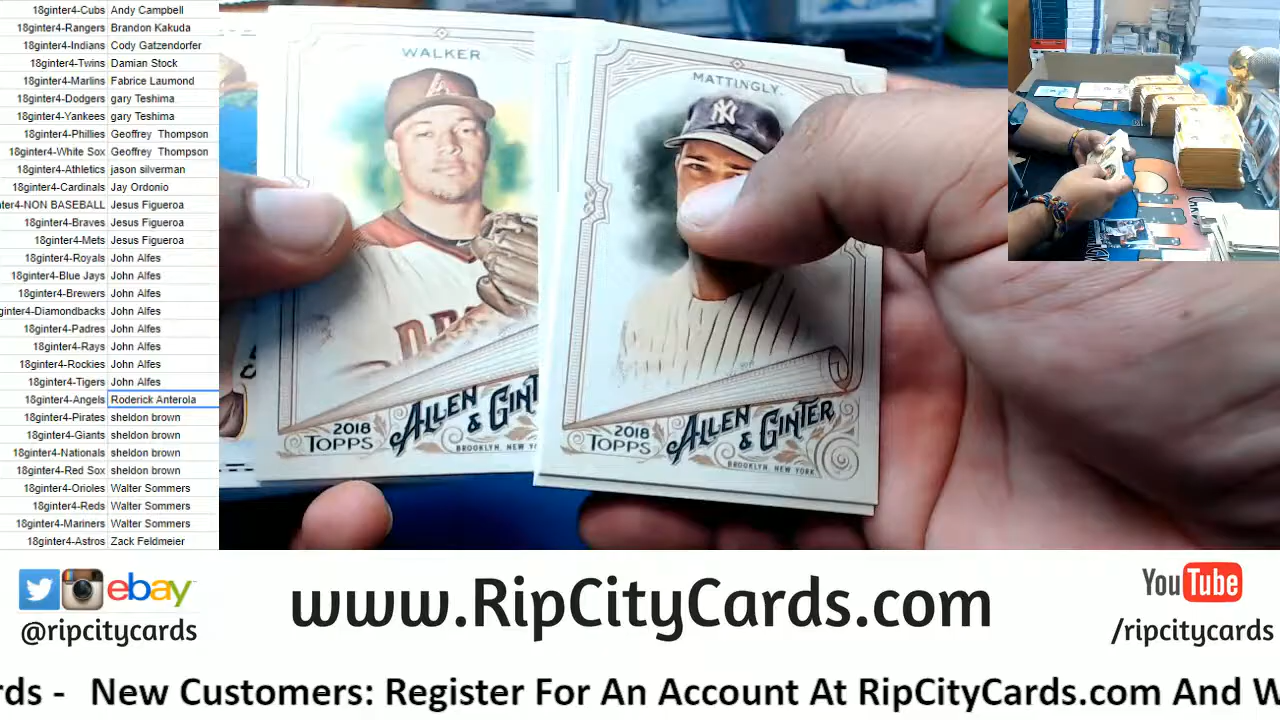 18ginter4-Cubs Andy Campbell
18ginter4-Rangers Brandon Kakuda
18ginter4-Indians Cody Gatzendorfer
18ginter4-Twins Damian Stock
18ginter4-Marlins Fabrice Laumond
18ginter4-Dodgers gary Teshima
18ginter4-Yankees gary Teshima
18ginter4-Phillies Geoffrey Thompson
18ginter4-White Sox Geoffrey Thompson
18ginter4-Athletics jason silverman
18ginter4-Cardinals Jay Ordonio
nter4-NON BASEBALL Jesus Figueroa
18ginter4-Braves Jesus Figueroa
18ginter4-Mets Jesus Figueroa
18ginter4-Royals John Alfes
18ginter4-Blue Jays John Alfes
18ginter4-Brewers John Alfes
ginter4-Diamondbacks John Alfes
18ginter4-Padres John Alfes
18ginter4-Rays John Alfes
18ginter4-Rockies John Alfes
18ginter4-Tigers John Alfes
18ginter4-Angels Roderick Anterola
18ginter4-Pirates sheldon brown
18ginter4-Giants sheldon brown
18ginter4-Nationals sheldon brown
18ginter4-Red Sox sheldon brown
18ginter4-Orioles Walter Sommers
18ginter4-Reds Walter Sommers
18ginter4-Mariners Walter Sommers
18ginter4-Astros Zack Feldmeier
WALKER
A
D
2018
TOPPS
ALLEN
& GINT
BROOKLYN, NEW Y
MATTINGLY
NY
2018
TOPPS
ALLEN
& GINTER
BROOKLYN, NEW YORK
ebay
@ripcitycards
www.RipCityCards.com
YouTube
/ripcitycards
rds - New Customers: Register For An Account At RipCityCards.com And W